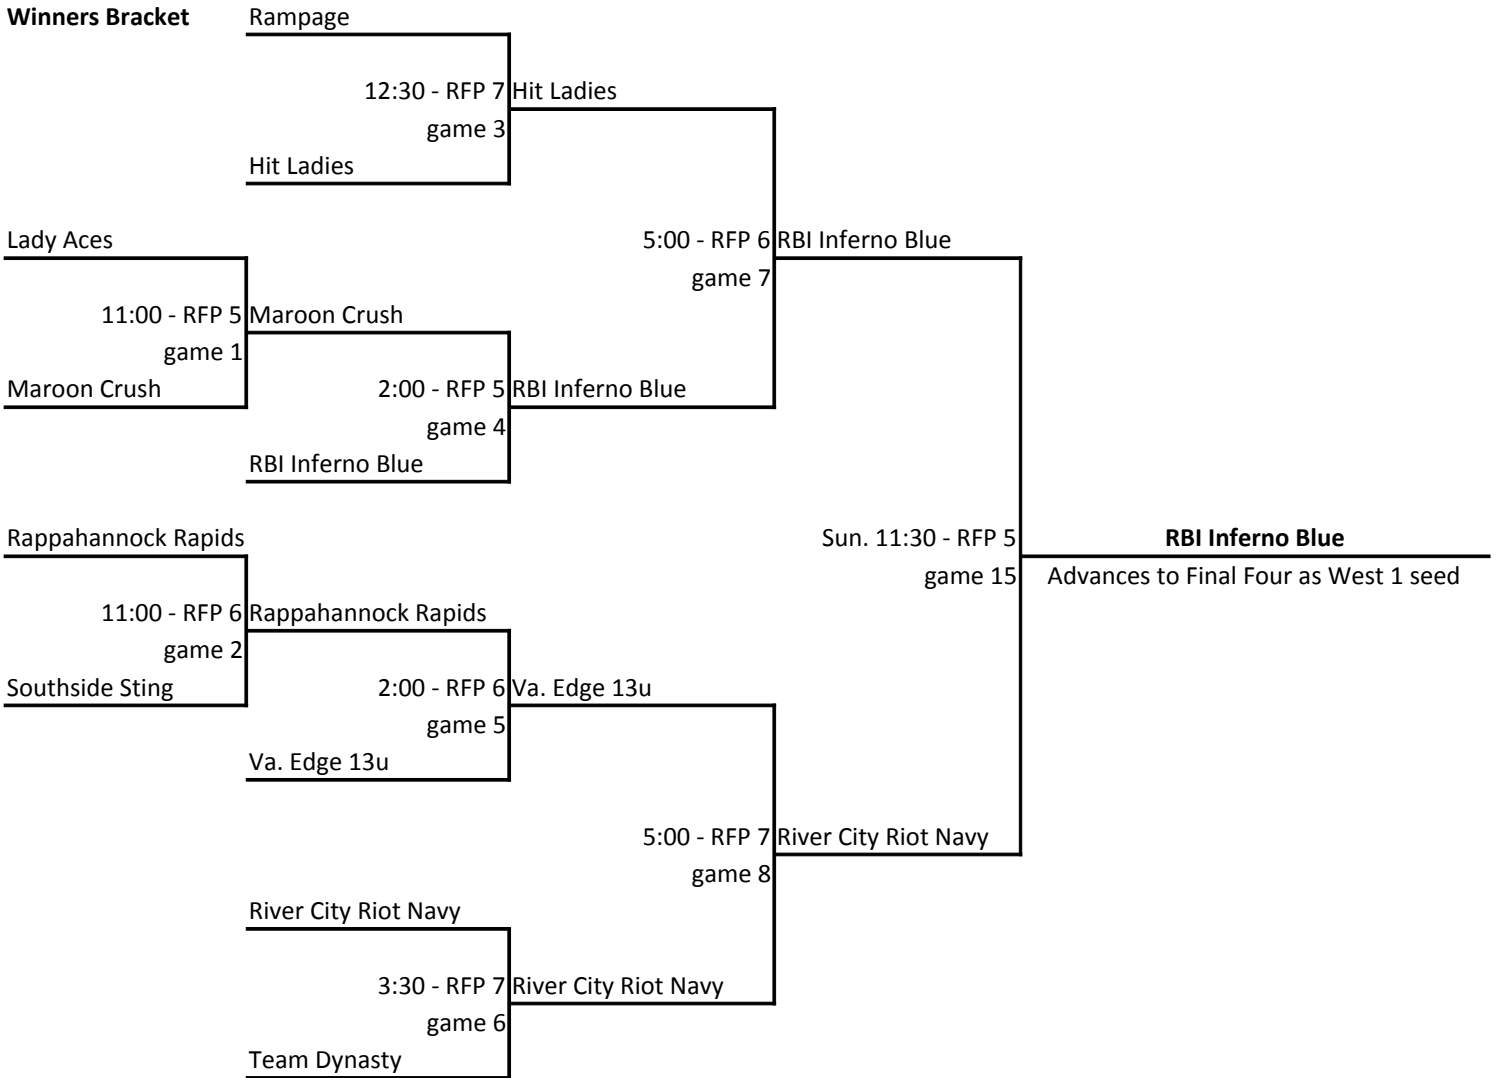 Winners Bracket
Rampage
12:30 - RFP 7
Hit Ladies
game 3
Hit Ladies
Lady Aces
5:00 - RFP 6
RBI Inferno Blue
game 7
11:00 - RFP 5
Maroon Crush
game 1
Maroon Crush
2:00 - RFP 5
RBI Inferno Blue
game 4
RBI Inferno Blue
Rappahannock Rapids
Sun. 11:30 - RFP 5
RBI Inferno Blue
game 15
Advances to Final Four as West 1 seed
11:00 - RFP 6
Rappahannock Rapids
game 2
Southside Sting
2:00 - RFP 6
Va. Edge 13u
game 5
Va. Edge 13u
5:00 - RFP 7
River City Riot Navy
game 8
River City Riot Navy
3:30 - RFP 7
River City Riot Navy
game 6
Team Dynasty